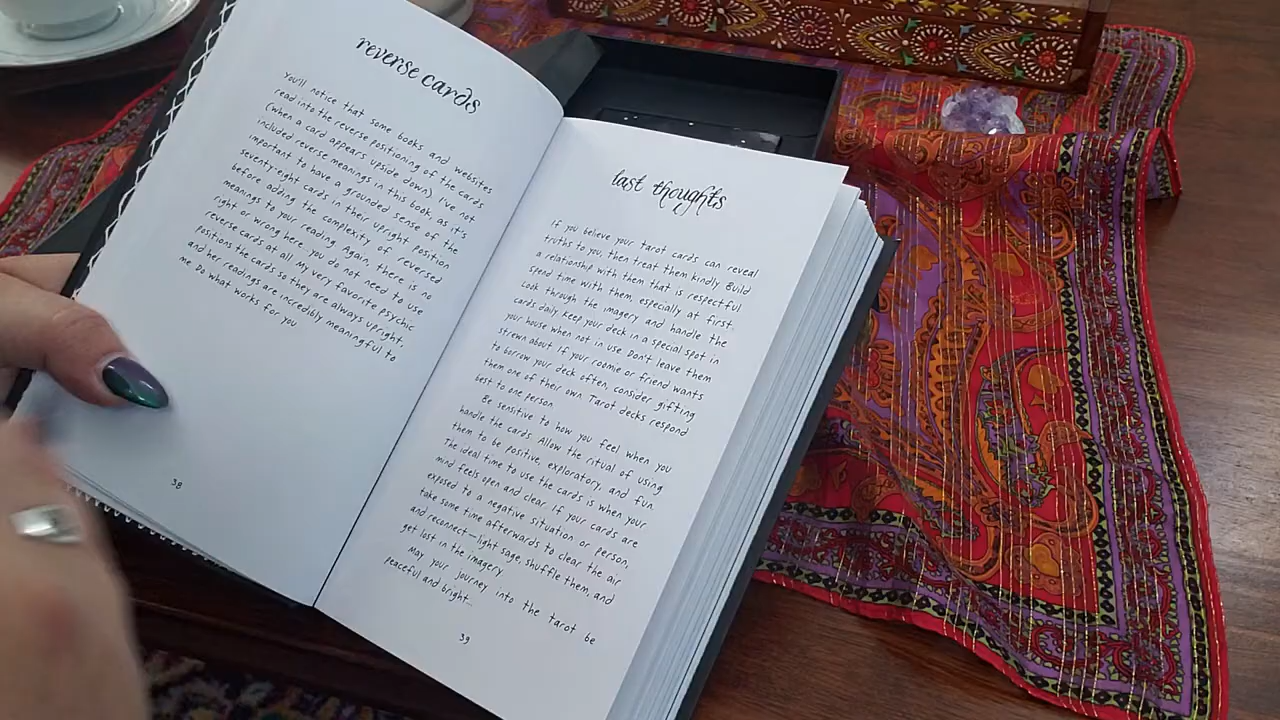 reverse cards
You'll notice that some books and websites
read into the reverse positioning of the cards
(when a card appears upside down). I've not
included reverse meanings in this book, as it's
important to have a grounded sense of the
seventy-eight cards in their upright position
before adding the complexity of reversed
meanings to your reading. Again, there is no
right or wrong here, you do not need to use
reverse cards at all. My very favorite psychic
positions the cards so they are always upright,
and her readings are incredibly meaningful to
me. Do what works for you
38
last thoughts
If you believe your tarot cards can reveal
truths to you, then treat them kindly. Build
a relationship with them that is respectful
spend time with them, especially at first.
Look through the imagery and handle the
cards daily. Keep your deck in a special spot in
your house when not in use. Don't leave them
strewn about. If your roomie or friend wants
to borrow your deck often, consider gifting
them one of their own. Tarot decks respond
best to one person.
Be sensitive to how you feel when you
handle the cards. Allow the ritual of using
them to be positive, exploratory, and fun.
The ideal time to use the cards is when your
mind feels open and clear. If your cards are
exposed to a negative situation or person,
take some time afterwards to clear the air
and reconnect—light sage, shuffle them, and
get lost in the imagery.
May your journey into the tarot be
peaceful and bright...
39